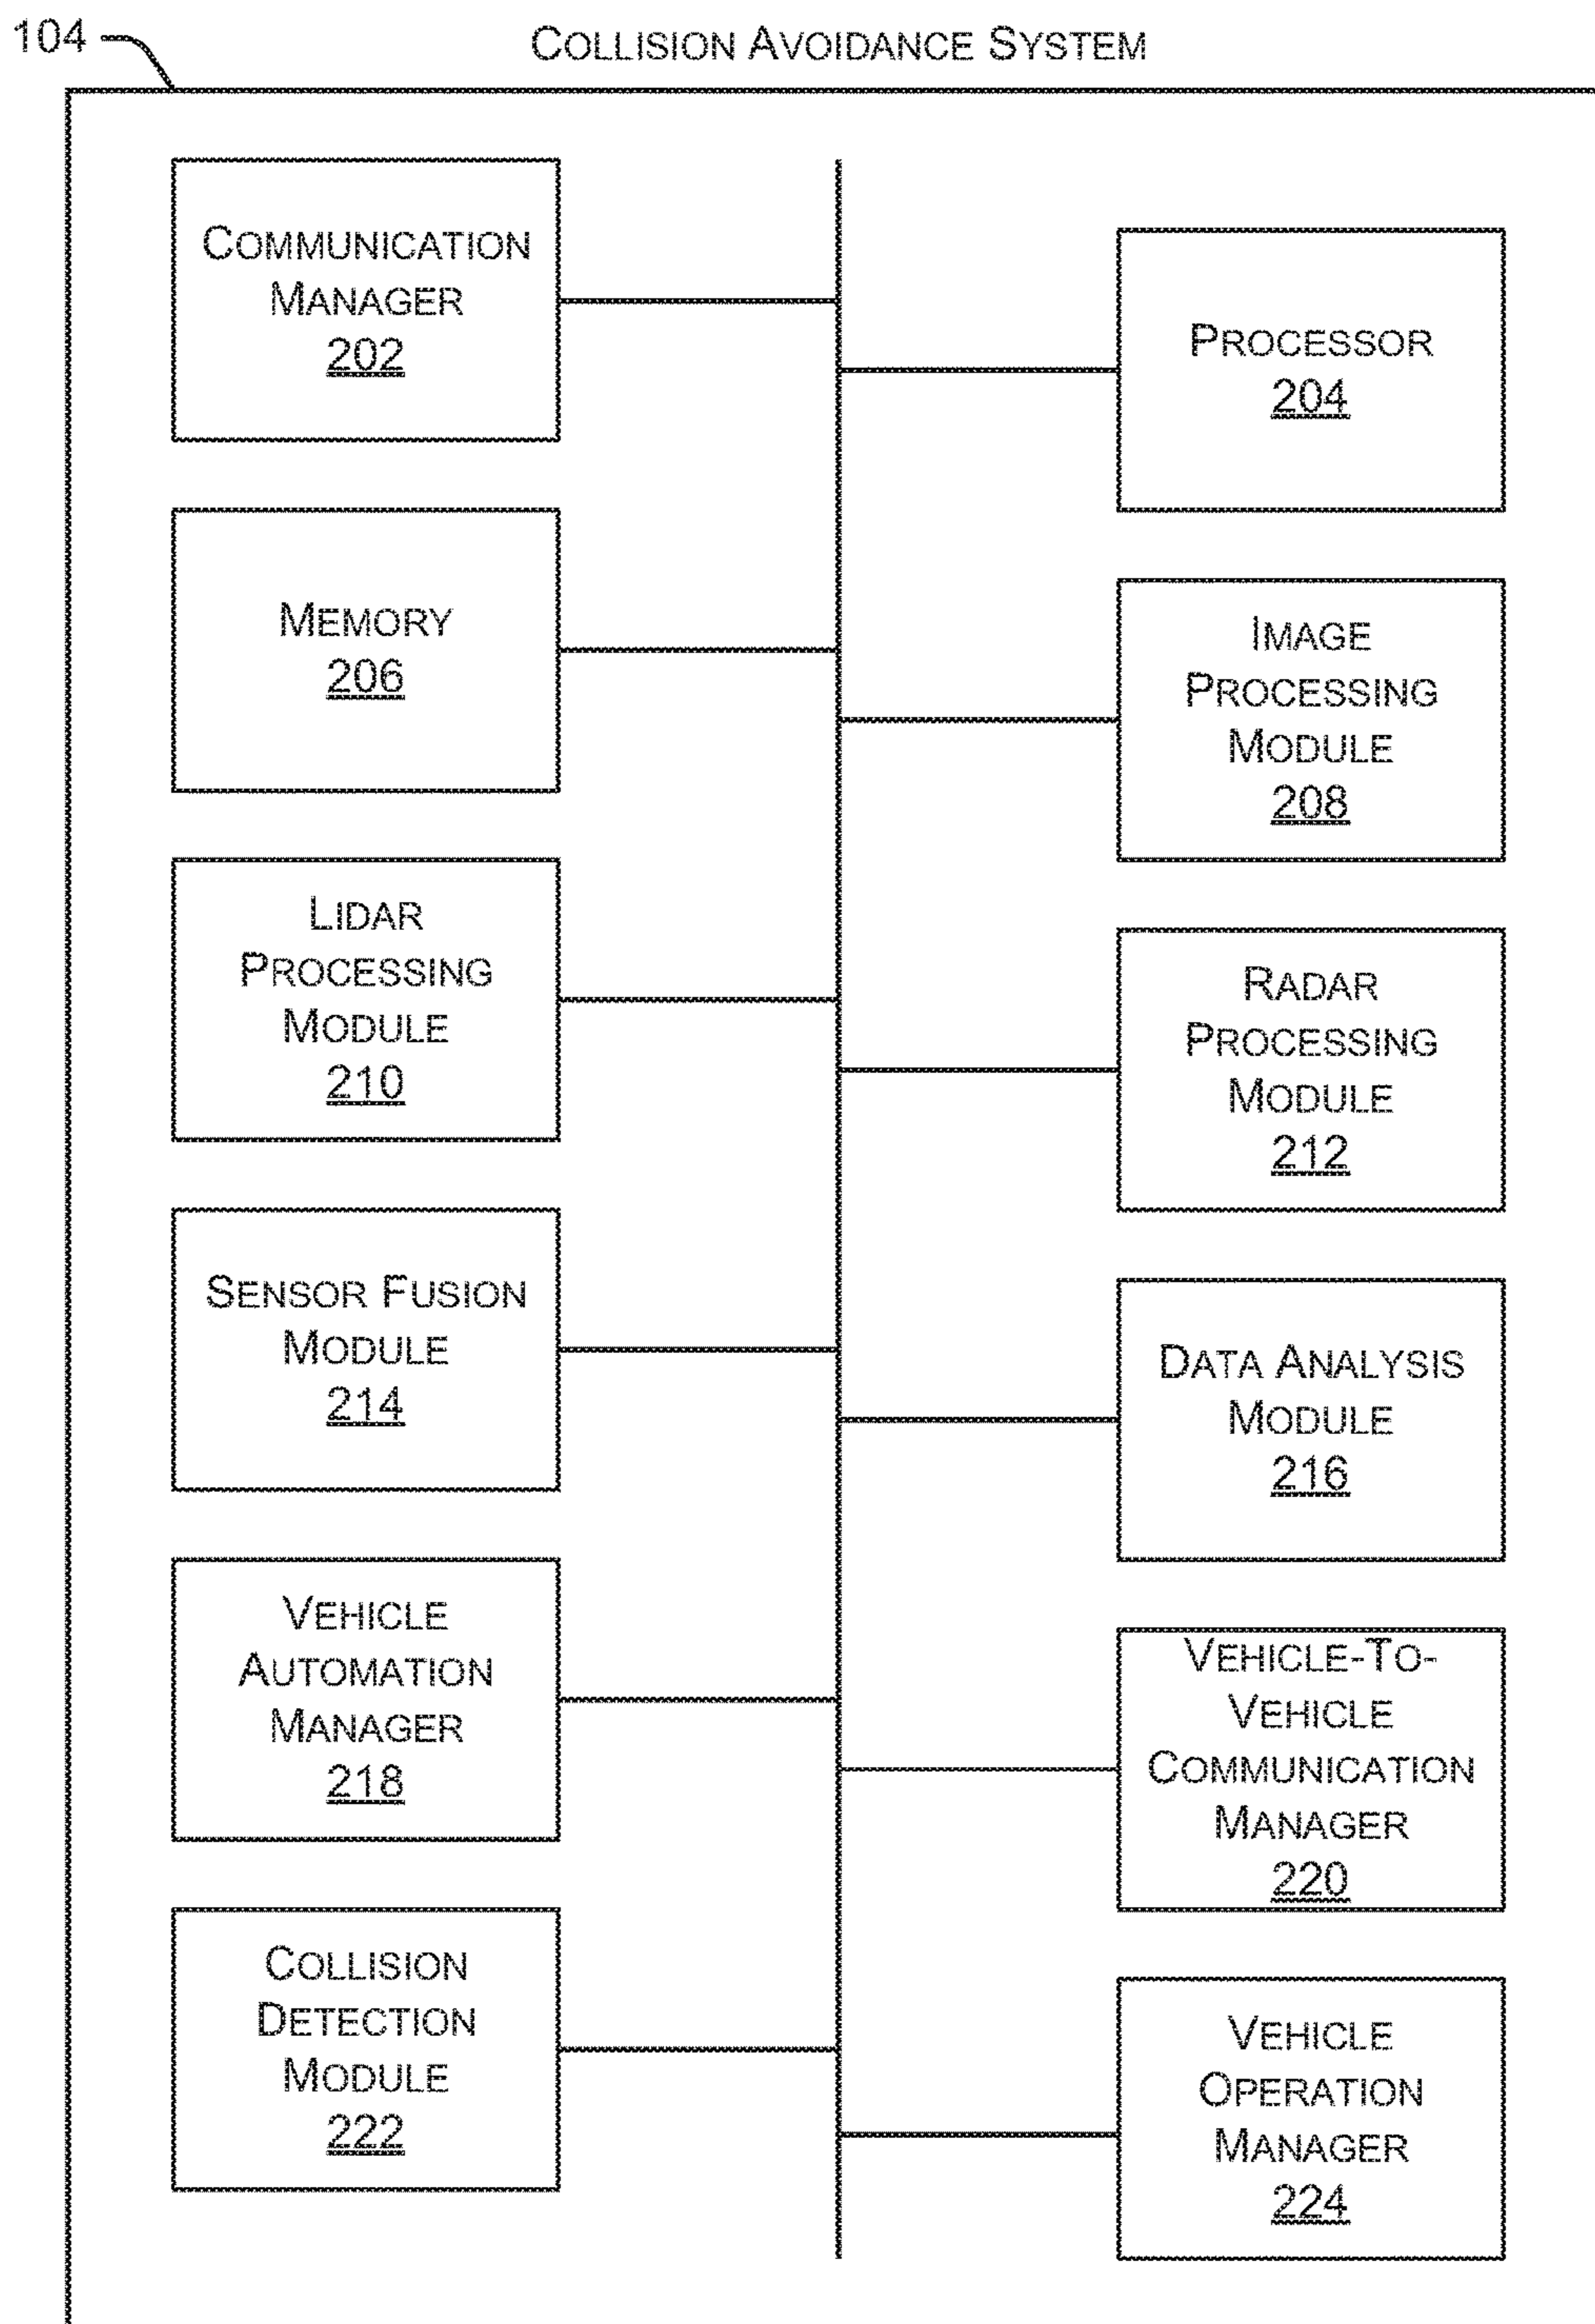 104
COLLISION AVOIDANCE SYSTEM
COMMUNICATION
MANAGER
202
PROCESSOR
204
MEMORY
206
IMAGE
PROCESSING
MODULE
208
LIDAR
PROCESSING
MODULE
210
RADAR
PROCESSING
MODULE
212
SENSOR FUSION
MODULE
214
DATA ANALYSIS
MODULE
216
VEHICLE
AUTOMATION
MANAGER
218
VEHICLE-TO-
VEHICLE
COMMUNICATION
MANAGER
220
COLLISION
DETECTION
MODULE
222
VEHICLE
OPERATION
MANAGER
224